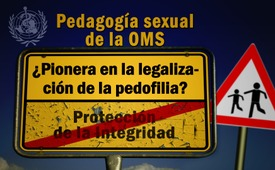 Pedagogía sexual
de la OMS
¿Pionera en la legaliza-
ción de la pedofilia?
Protección
de la integridad